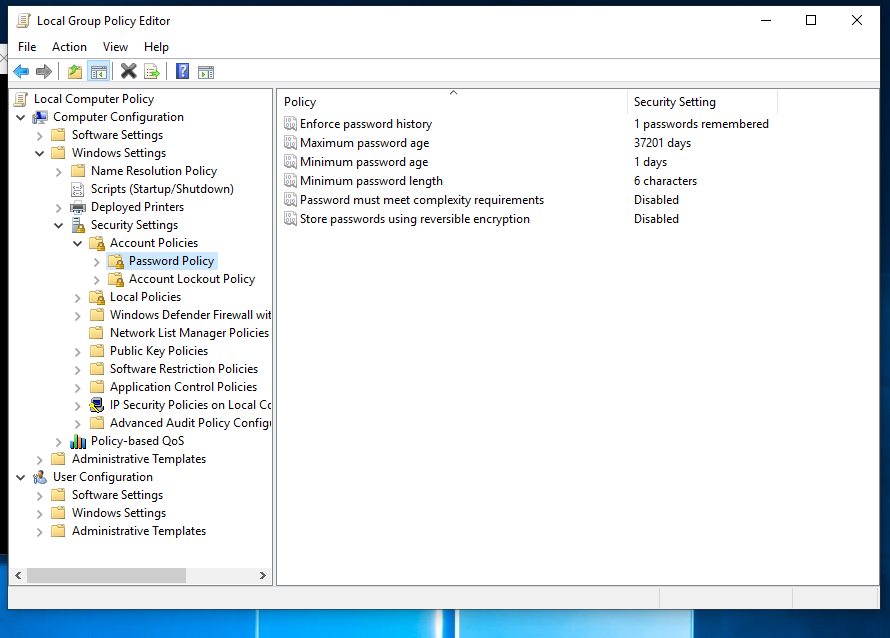 Local Group Policy Editor
File Action View Help
Local Computer Policy
Computer Configuration
Software Settings
Windows Settings
Name Resolution Policy
Scripts (Startup/Shutdown)
Deployed Printers
Security Settings
Account Policies
Password Policy
Account Lockout Policy
Local Policies
Windows Defender Firewall wit
Network List Manager Policies
Public Key Policies
Software Restriction Policies
Application Control Policies
IP Security Policies on Local Co
Advanced Audit Policy Configu
Policy-based QoS
Administrative Templates
User Configuration
Software Settings
Windows Settings
Administrative Templates
Policy Security Setting
Enforce password history 1 passwords remembered
Maximum password age 37201 days
Minimum password age 1 days
Minimum password length 6 characters
Password must meet complexity requirements Disabled
Store passwords using reversible encryption Disabled